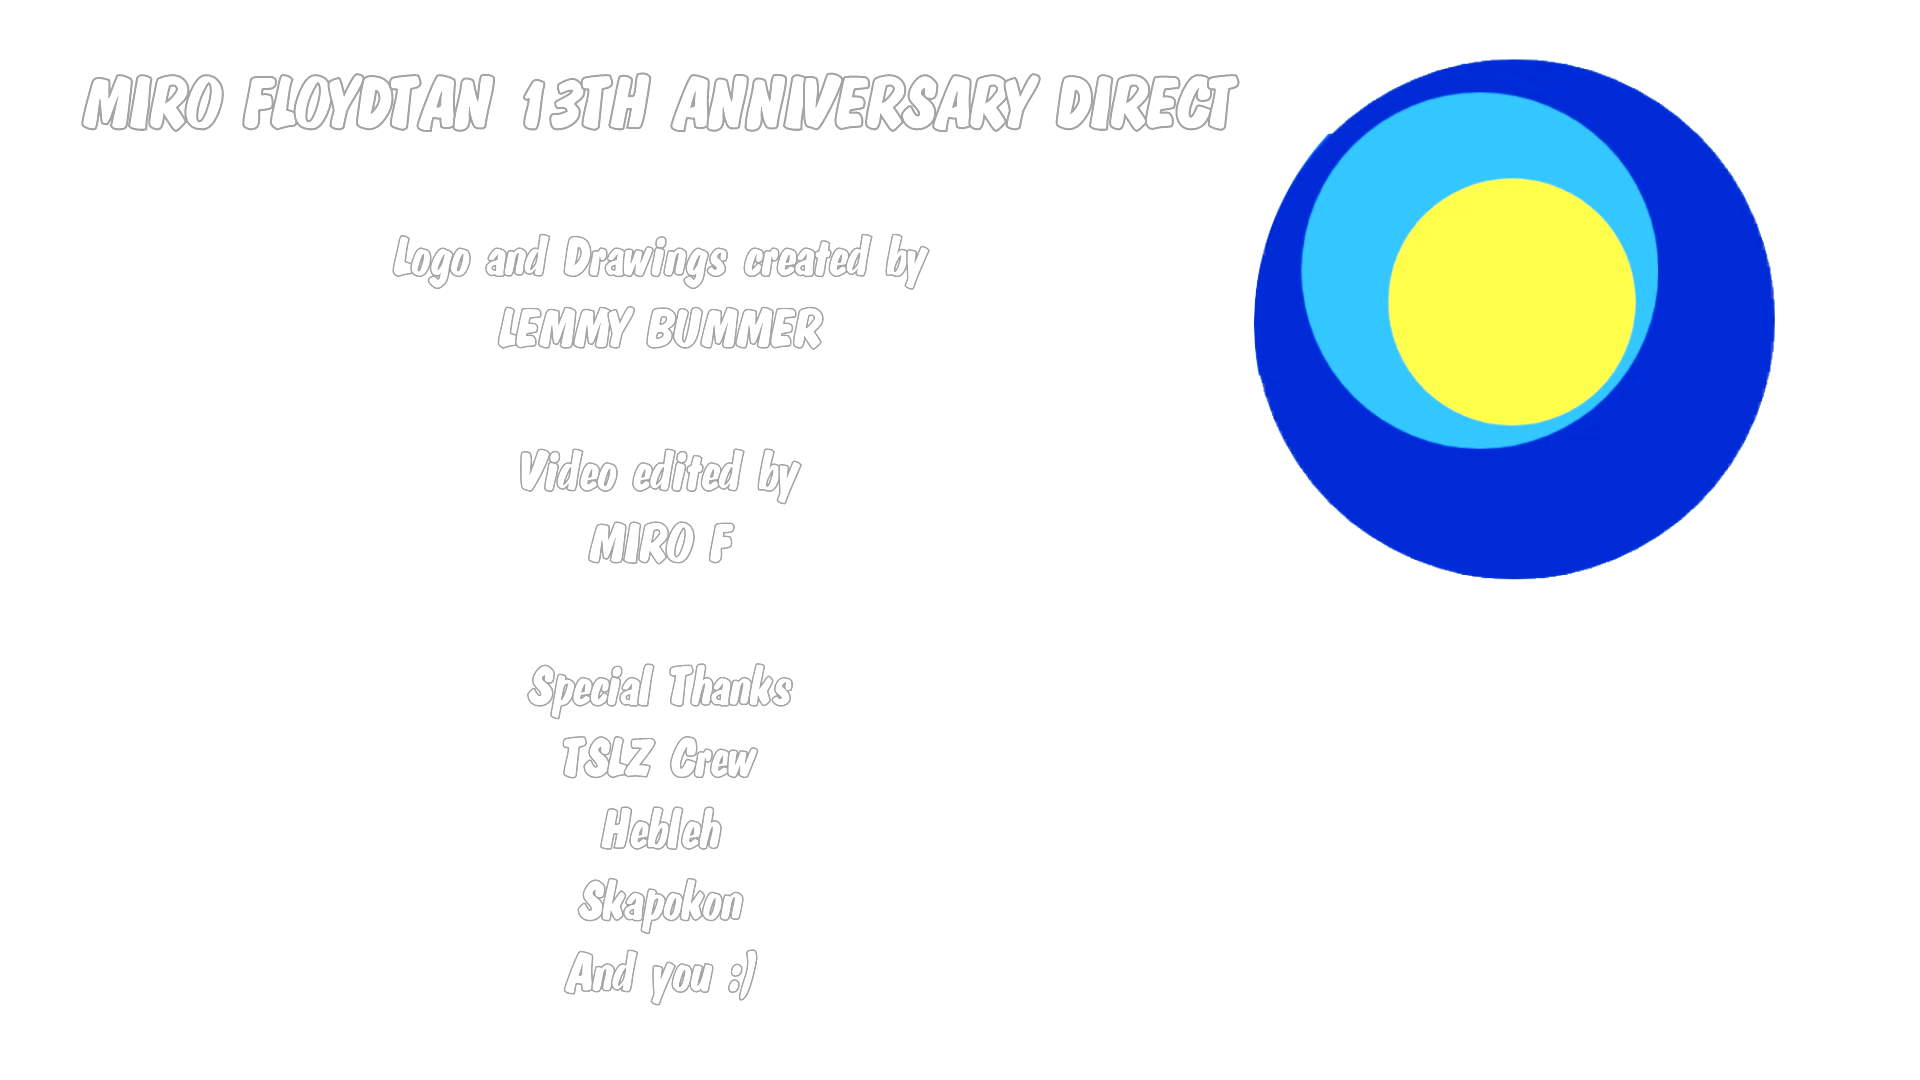 MIRO FLOYDTAN 13TH ANNIVERSARY DIRECT
Logo and Drawings created by
LEMMY BUMMER
Video edited by
MIRO F
Special Thanks
TSLZ Crew
Hebleh
Skapokon
And you :)